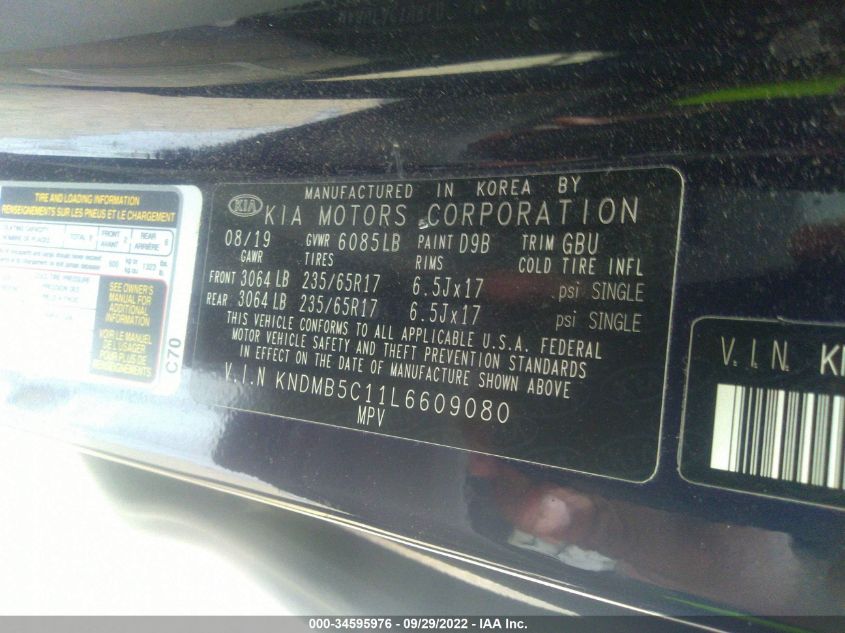 TIRE AND LOADING INFORMATION
RENSEIGNEMENTS SUR LES PNEUS ET LE CHARGEMENT
TOTAL
FRONT
AVANT
REAR
ARRIÈRE
SEE OWNER'S
MANUAL FOR
ADDITIONAL
INFORMATION
VOIR LE MANUEL
DE L'USAGER
POUR PLUS DE
RENSEIGNEMENTS
C70
KIA
MANUFACTURED IN KOREA BY
KIA MOTORS CORPORATION
08/19 GVWR 6085LB PAINT D9B TRIM GBU
GAWR TIRES RIMS COLD TIRE INFL
FRONT 3064 LB 235/65R17 6.5Jx17 psi SINGLE
REAR 3064 LB 235/65R17 6.5Jx17 psi SINGLE
THIS VEHICLE CONFORMS TO ALL APPLICABLE U.S.A. FEDERAL
MOTOR VEHICLE SAFETY AND THEFT PREVENTION STANDARDS
IN EFFECT ON THE DATE OF MANUFACTURE SHOWN ABOVE
V.I.N KNDMB5C11L6609080
MPV
V.I.N.
000-34595976 - 09/29/2022 - IAA Inc.